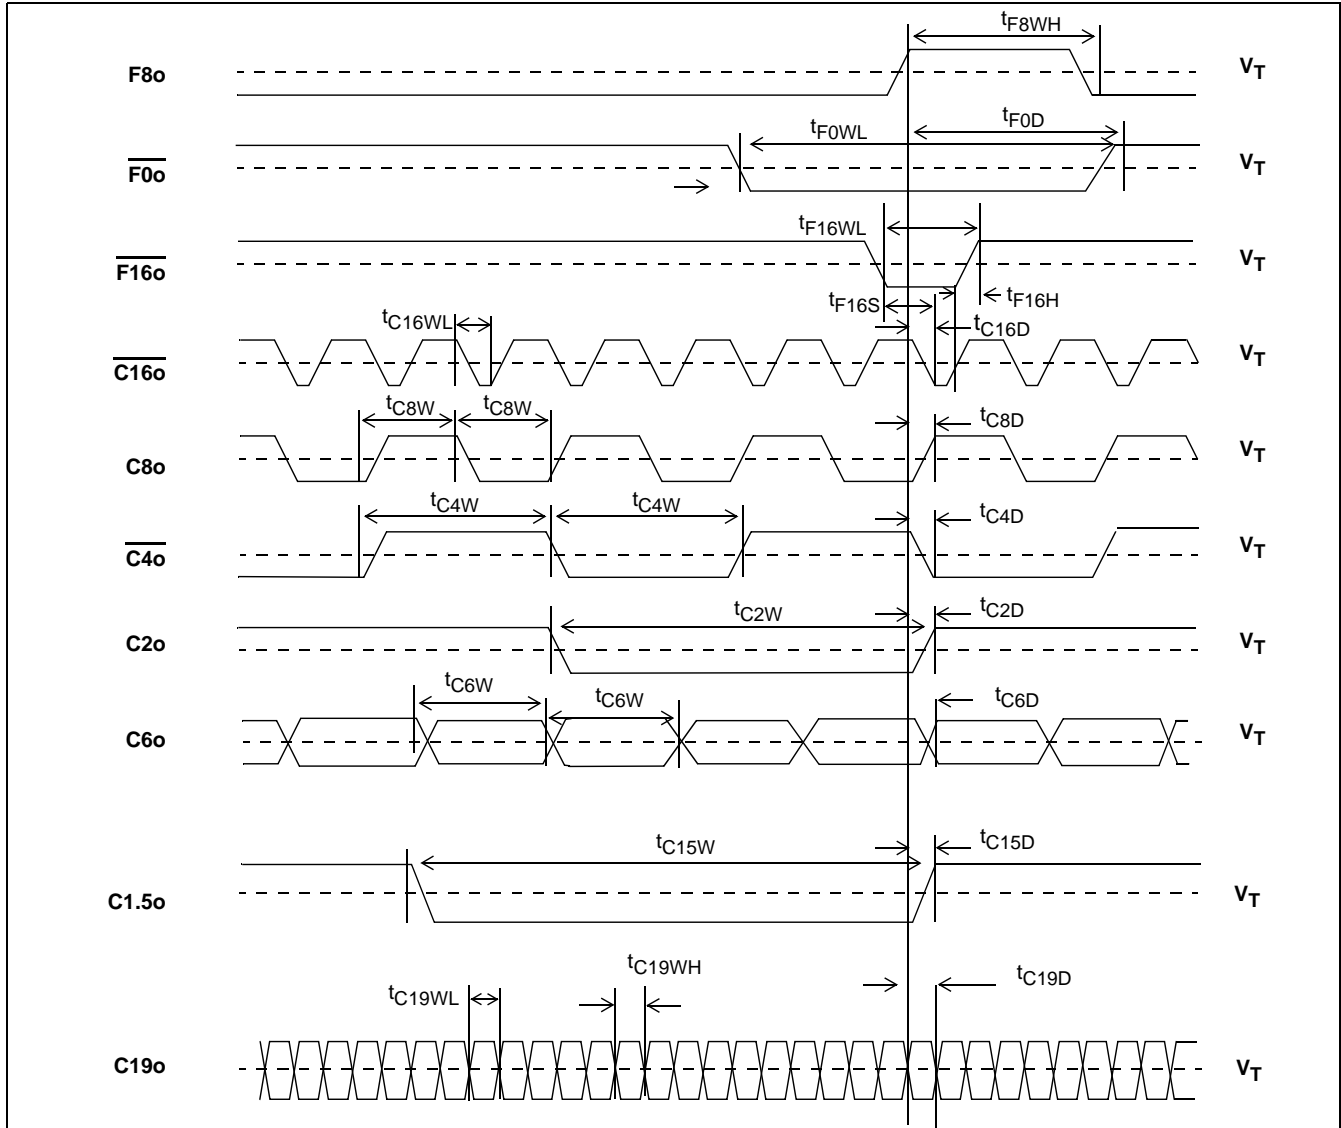 tF8WH
F8o
VT
tF0WL
tF0D
F0o
VT
tF16WL
F16o
VT
tF16S
tF16H
tC16WL
tC16D
C16o
VT
tC8W
tC8W
tC8D
C8o
VT
tC4W
tC4W
tC4D
C4o
VT
tC2W
tC2D
C2o
VT
tC6W
tC6W
tC6D
C6o
VT
tC15W
tC15D
C1.5o
VT
tC19WL
tC19WH
tC19D
C19o
VT